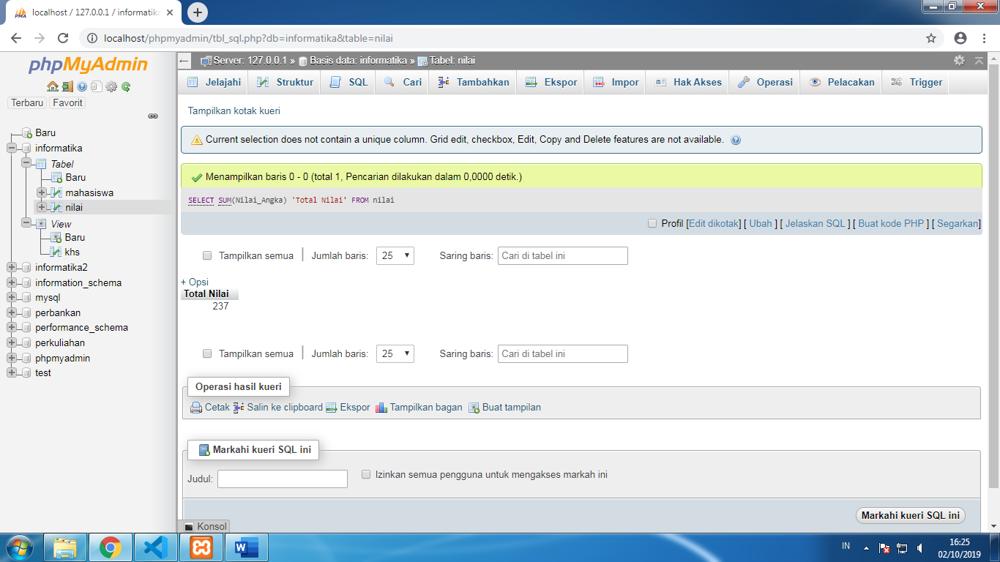 localhost / 127.0.0.1 / informatika
localhost/phpmyadmin/tbl_sql.php?db=informatika&table=nilai
phpMyAdmin
Terbaru Favorit
Baru
informatika
Tabel
Baru
mahasiswa
nilai
View
Baru
khs
informatika2
information_schema
mysql
perbankan
performance_schema
perkuliahan
phpmyadmin
test
Server: 127.0.0.1 » Basis data: informatika » Tabel: nilai
Jelajahi Struktur SQL Cari Tambahkan Ekspor Impor Hak Akses Operasi Pelacakan Trigger
Tampilkan kotak kueri
Current selection does not contain a unique column. Grid edit, checkbox, Edit, Copy and Delete features are not available.
Menampilkan baris 0 - 0 (total 1, Pencarian dilakukan dalam 0,0000 detik.)
SELECT SUM(Nilai_Angka) 'Total Nilai' FROM nilai
Profil [Edit dikotak] [ Ubah ] [ Jelaskan SQL ] [ Buat kode PHP ] [ Segarkan]
Tampilkan semua | Jumlah baris: 25 Saring baris: Cari di tabel ini
+ Opsi
Total Nilai
237
Tampilkan semua | Jumlah baris: 25 Saring baris: Cari di tabel ini
Operasi hasil kueri
Cetak Salin ke clipboard Ekspor Tampilkan bagan Buat tampilan
Markahi kueri SQL ini
Judul: Izinkan semua pengguna untuk mengakses markah ini
Markahi kueri SQL ini
Konsol
IN 16:25
02/10/2019